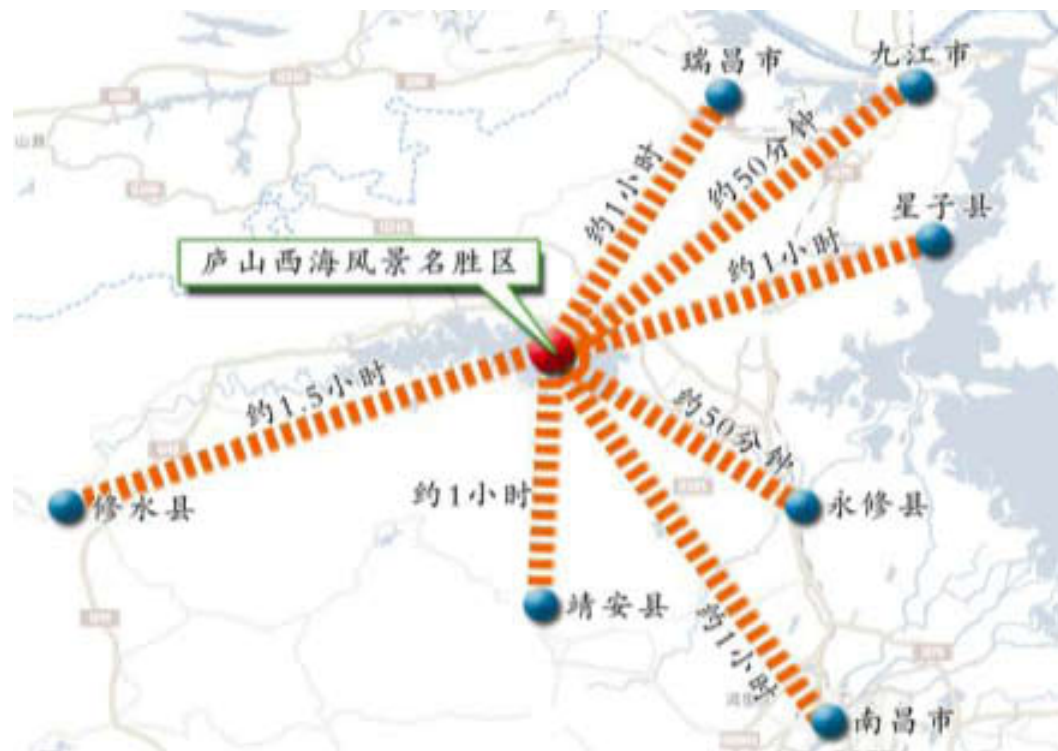 瑞昌市
九江市
约1小时
约50分钟
星子县
约1小时
庐山西海风景名胜区
约1.5小时
约50分钟
约1小时
修水县
永修县
靖安县
约1小时
南昌市